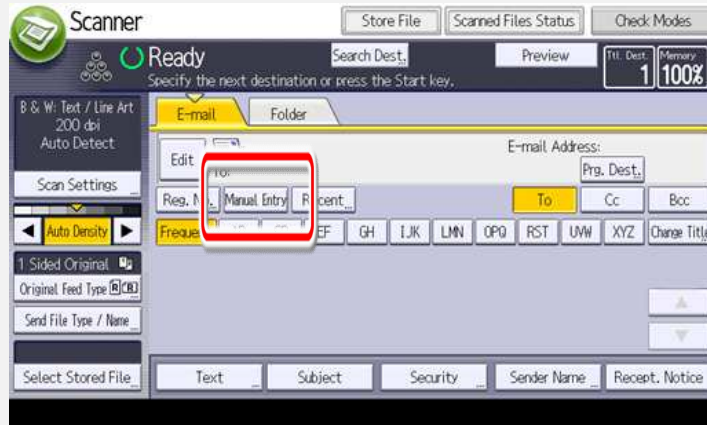 Scanner
Store File
Scanned Files Status
Check Modes
Ready
Search Dest.
Preview
Ttl. Dest.
1
Memory
100%
Specify the next destination or press the Start key.
B & W: Text / Line Art
200 dpi
Auto Detect
Scan Settings
Auto Density
1 Sided Original
Original Feed Type
Send File Type / Name
Select Stored File
E-mail
Folder
Edit
To:
E-mail Address:
Prg. Dest.
Manual Entry
To
Cc
Bcc
EF
GH
IJK
LMN
OPQ
RST
UVW
XYZ
Change Title
Text
Subject
Security
Sender Name
Recept. Notice